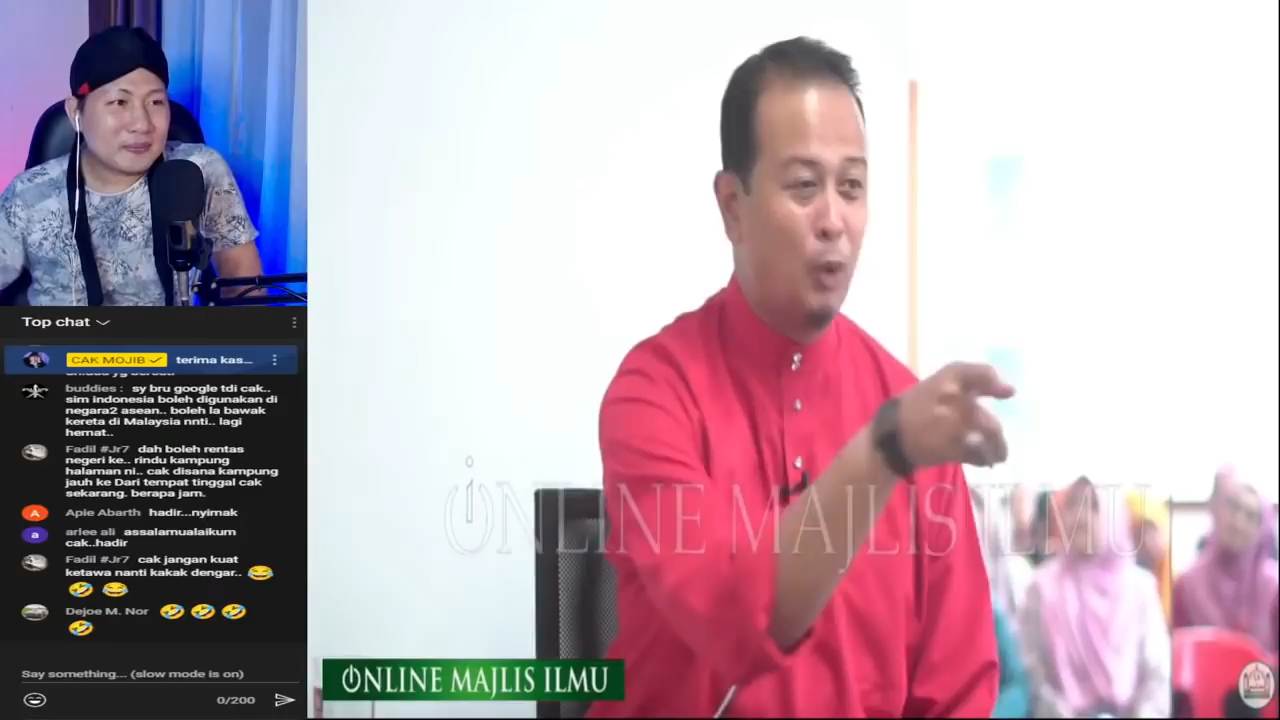 Top chat
CAK MOJIB terima kas...
buddies : sy bru google tdi cak..
sim indonesia boleh digunakan di
negara2 asean.. boleh la bawak
kereta di Malaysia nnti.. lagi
hemat..
Fadil #Jr7 dah boleh rentas
negeri ke.. rindu kampung
halaman ni.. cak disana kampung
jauh ke Dari tempat tinggal cak
sekarang. berapa jam.
Apie Abarth hadir...nyimak
arlee ali assalamualaikum
cak..hadir
Fadil #Jr7 cak jangan kuat
ketawa nanti kakak dengar..
Dejoe M. Nor
Say something... (slow mode is on)
0/200
ONLINE MAJLIS ILMU
ONLINE MAJLIS ILMU